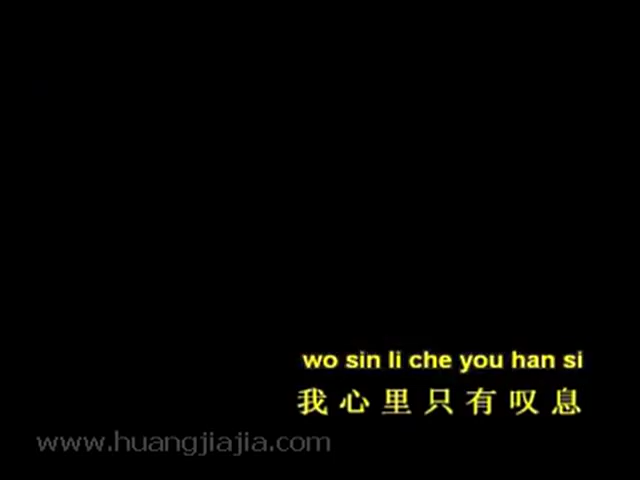 wo sin li che you han si
我心里只有叹息
www.huangjiajia.com